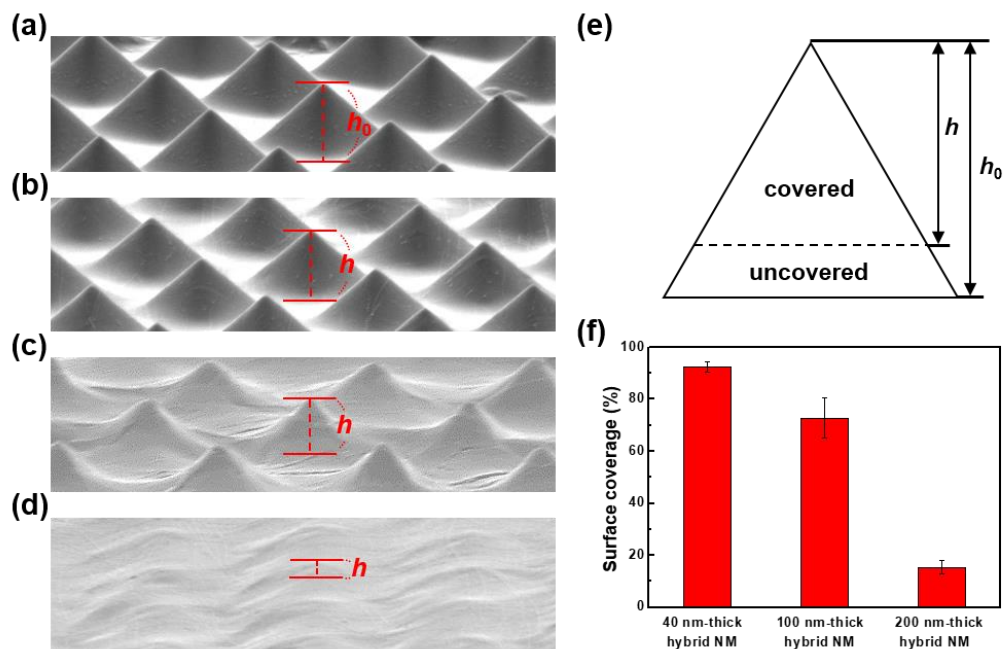 (a)
h0
(b)
h
(c)
h
(d)
h
(e)
h
h0
covered
uncovered
(f)
Surface coverage (%)
100
80
60
40
20
0
40 nm-thick
hybrid NM
100 nm-thick
hybrid NM
200 nm-thick
hybrid NM